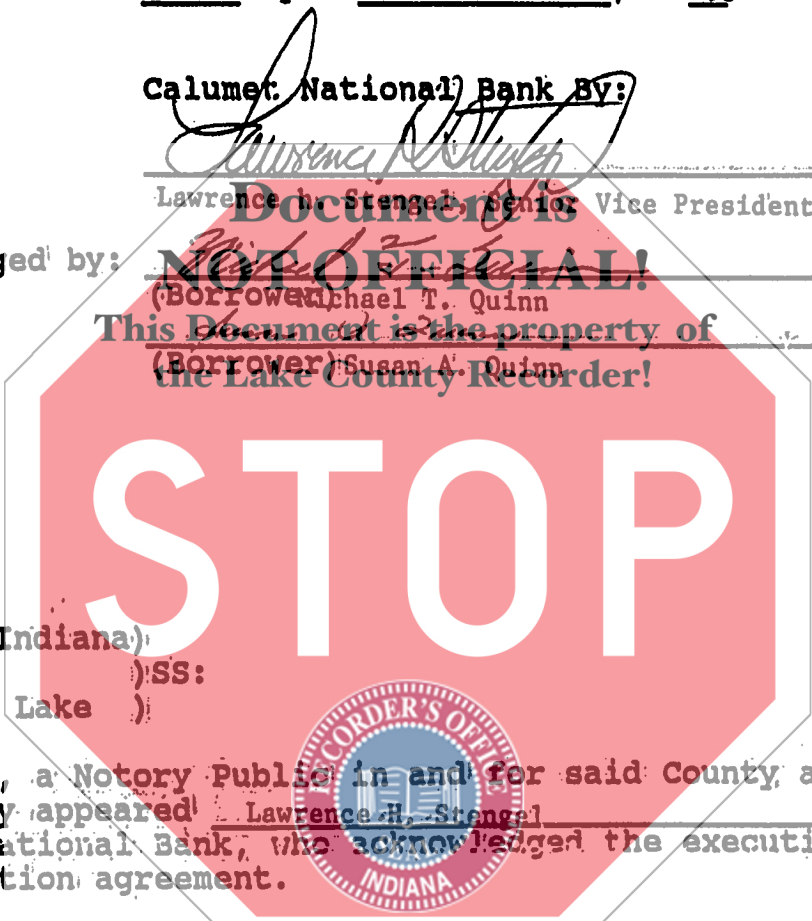 Calumet National Bank By:
Lawrence H Stengel
Lawrence h. Stengel, Senior Vice President
Document is
ged by:
NOT OFFICIAL!
(Borrower) Michael T. Quinn
This Document is the property of
(Borrower) Susan A. Quinn
the Lake County Recorder!
STOP
Indiana)
)SS:
Lake )
RECORDER'S OFFICE
, a Notory Public in and for said County a
y appeared Lawrence H. Stengel
ational Bank, who acknowledged the executi
tion agreement.
INDIANA